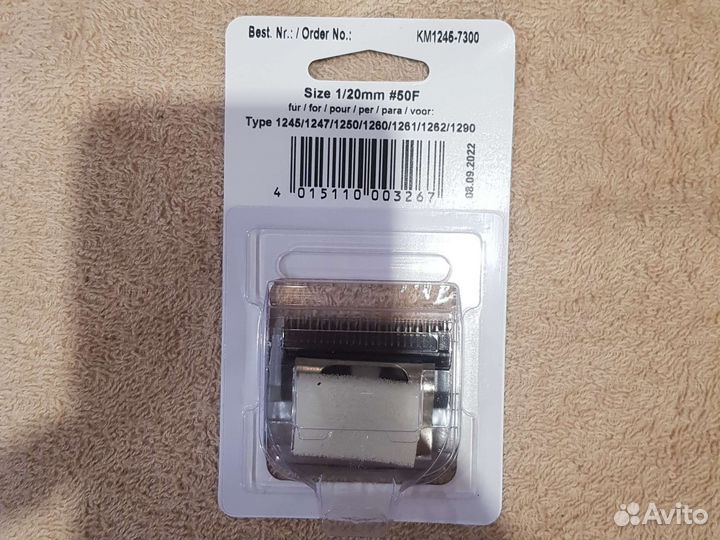 Best. Nr.: / Order No.: KM1245-7300
Size 1/20mm #50F
fur / for / pour / per / para / voor:
Type 1245/1247/1250/1260/1261/1262/1290
4 015110 003267
08.09.2022
Avito